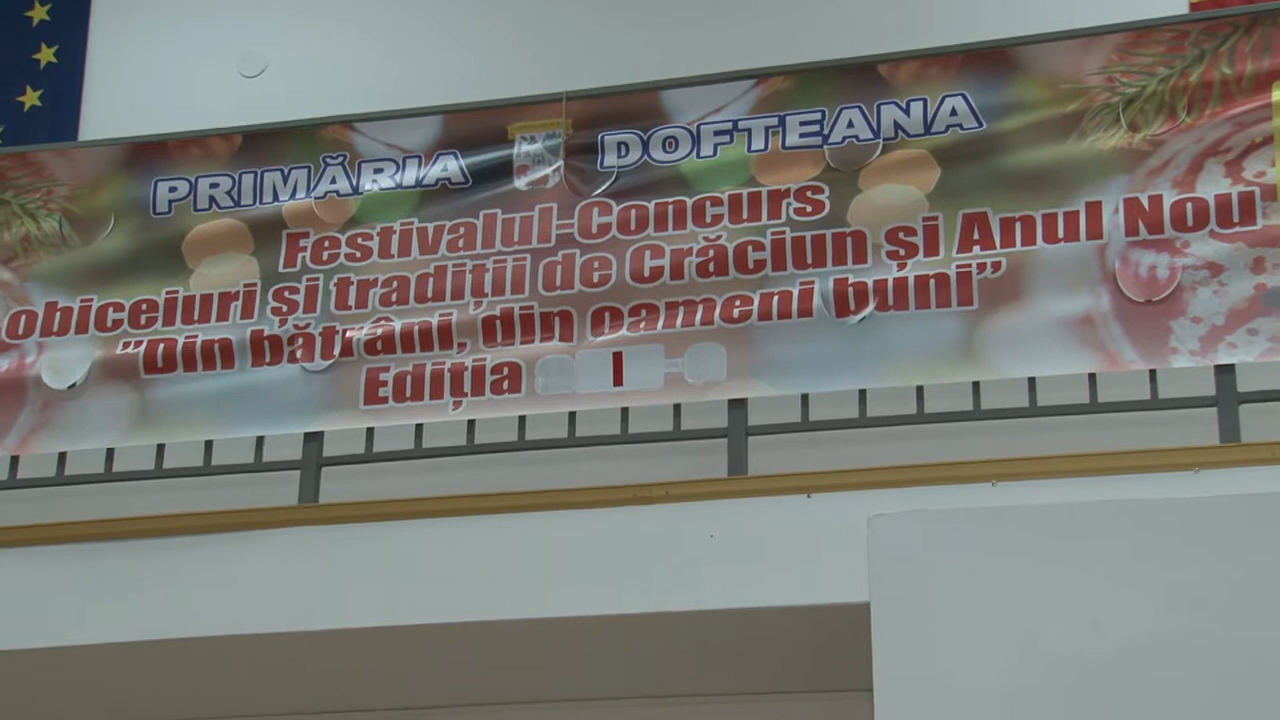 PRIMĂRIA DOFTEANA
Festivalul-Concurs
obiceiuri și tradiții de Crăciun și Anul Nou
”Din bătrâni, din oameni buni”
Ediția I